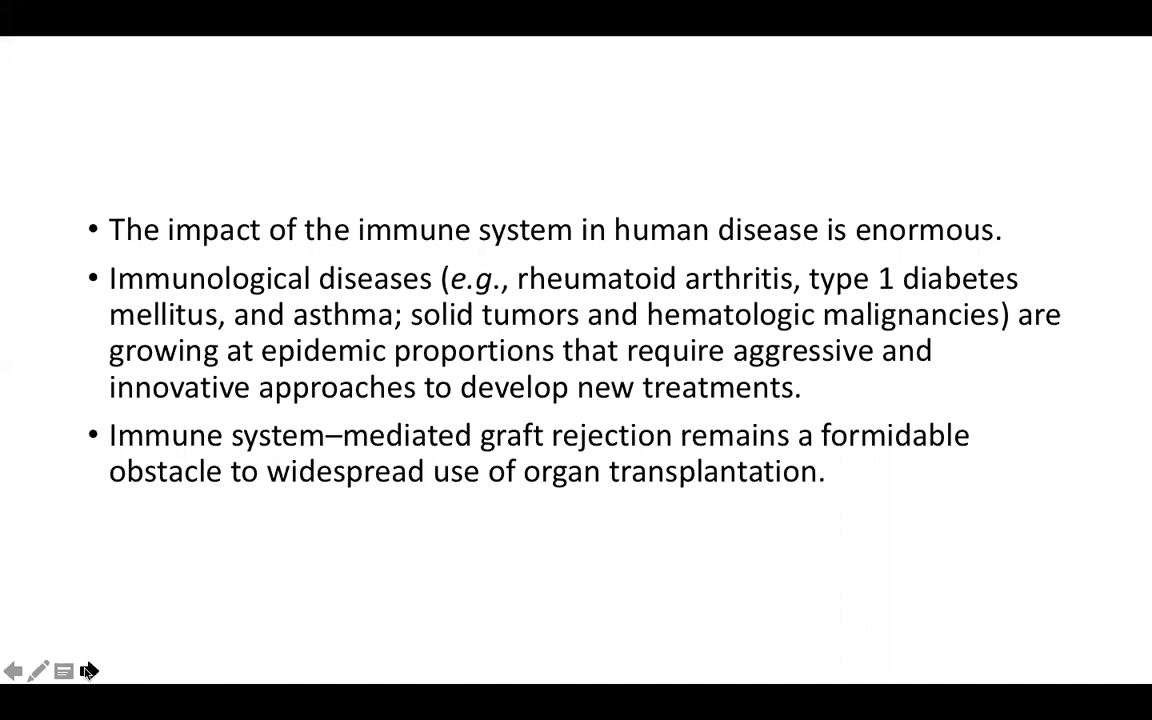 • The impact of the immune system in human disease is enormous.
• Immunological diseases (e.g., rheumatoid arthritis, type 1 diabetes
mellitus, and asthma; solid tumors and hematologic malignancies) are
growing at epidemic proportions that require aggressive and
innovative approaches to develop new treatments.
• Immune system–mediated graft rejection remains a formidable
obstacle to widespread use of organ transplantation.